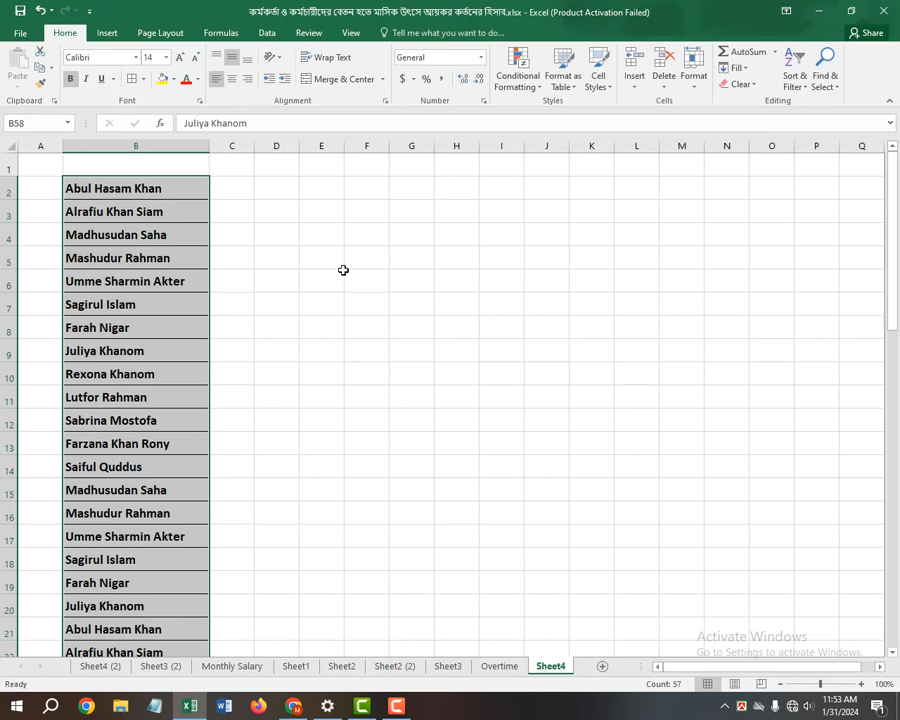 কর্মকর্তা ও কর্মচারীদের বেতন হতে মাসিক উৎসে আয়কর কর্তনের হিসাব.xlsx - Excel (Product Activation Failed)
File Home Insert Page Layout Formulas Data Review View Tell me what you want to do... Share
Paste Calibri 14 A A Wrap Text General Conditional Formatting Format as Table Cell Styles Insert Delete Format AutoSum Sort & Filter Find & Select
B I U A Merge & Center $ % , Fill Clear
Clipboard Font Alignment Number Styles Cells Editing
B58 fx Juliya Khanom
A B C D E F G H I J K L M N O P Q
1
2 Abul Hasam Khan
3 Alrafiu Khan Siam
4 Madhusudan Saha
5 Mashudur Rahman
6 Umme Sharmin Akter
7 Sagirul Islam
8 Farah Nigar
9 Juliya Khanom
10 Rexona Khanom
11 Lutfor Rahman
12 Sabrina Mostofa
13 Farzana Khan Rony
14 Saiful Quddus
15 Madhusudan Saha
16 Mashudur Rahman
17 Umme Sharmin Akter
18 Sagirul Islam
19 Farah Nigar
20 Juliya Khanom
21 Abul Hasam Khan
22 Alrafiu Khan Siam
Activate Windows
Go to Settings to activate Windows.
Sheet4 (2) Sheet3 (2) Monthly Salary Sheet1 Sheet2 Sheet2 (2) Sheet3 Overtime Sheet4
Ready Count: 57 100%
11:53 AM
1/31/2024